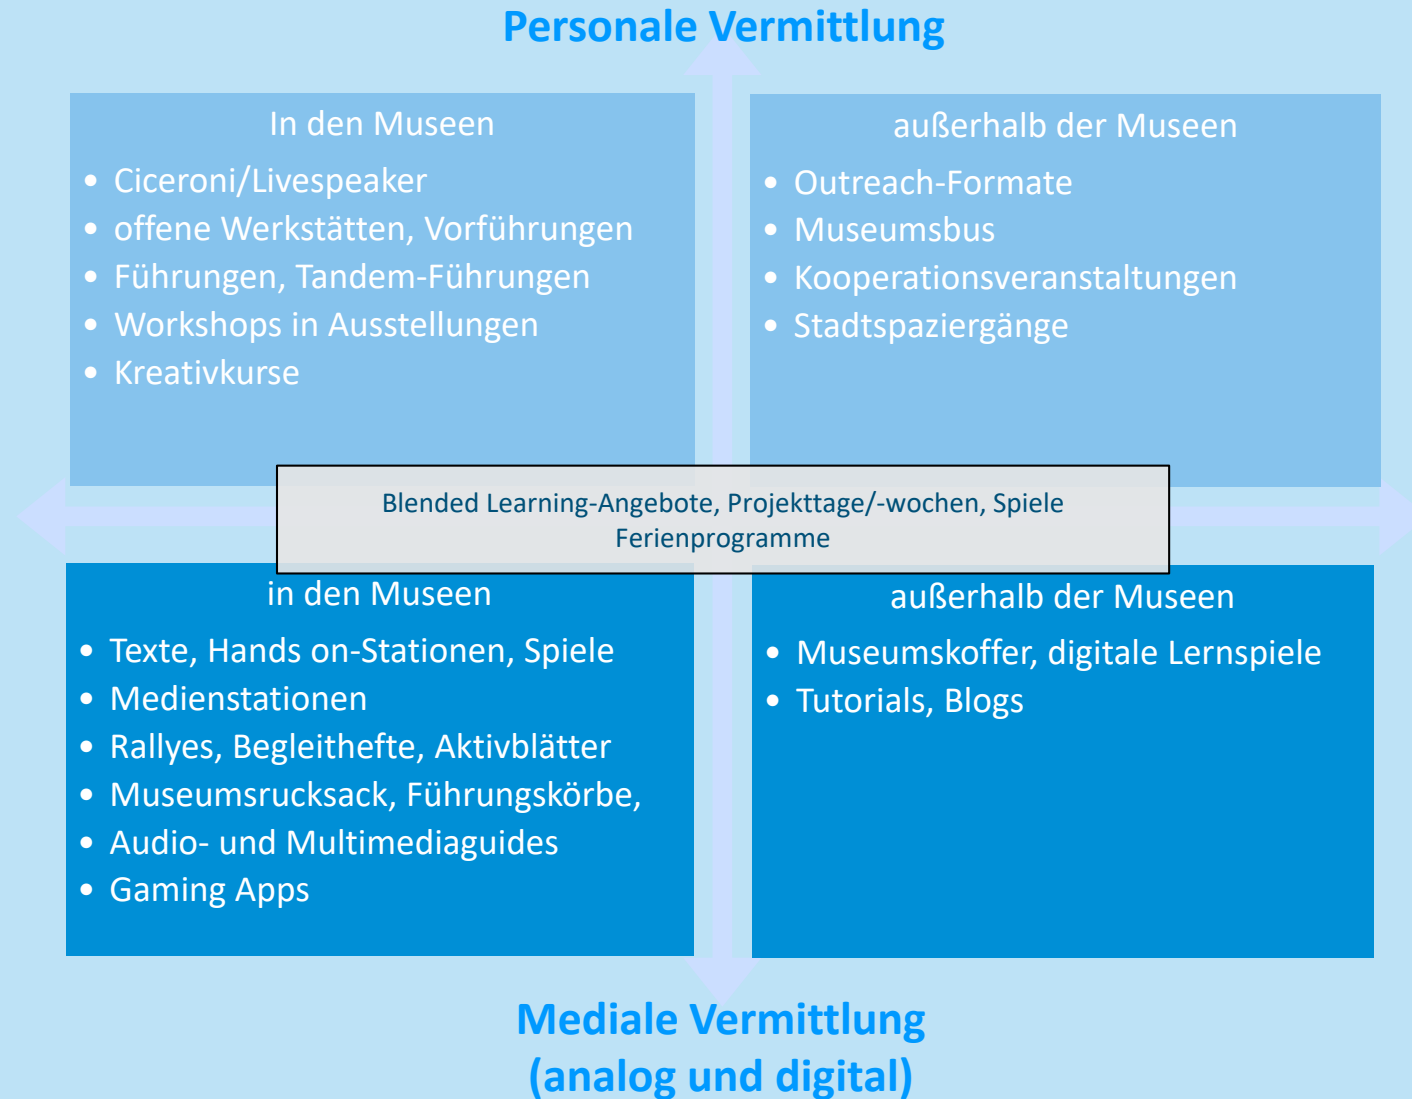 Personale Vermittlung
In den Museen
• Ciceroni/Livespeaker
• offene Werkstätten, Vorführungen
• Führungen, Tandem-Führungen
• Workshops in Ausstellungen
• Kreativkurse
außerhalb der Museen
• Outreach-Formate
• Museumsbus
• Kooperationsveranstaltungen
• Stadtspaziergänge
Blended Learning-Angebote, Projekttage/-wochen, Spiele
Ferienprogramme
in den Museen
• Texte, Hands on-Stationen, Spiele
• Medienstationen
• Rallyes, Begleithefte, Aktivblätter
• Museumsrucksack, Führungskörbe,
• Audio- und Multimediaguides
• Gaming Apps
außerhalb der Museen
• Museumskoffer, digitale Lernspiele
• Tutorials, Blogs
Mediale Vermittlung
(analog und digital)